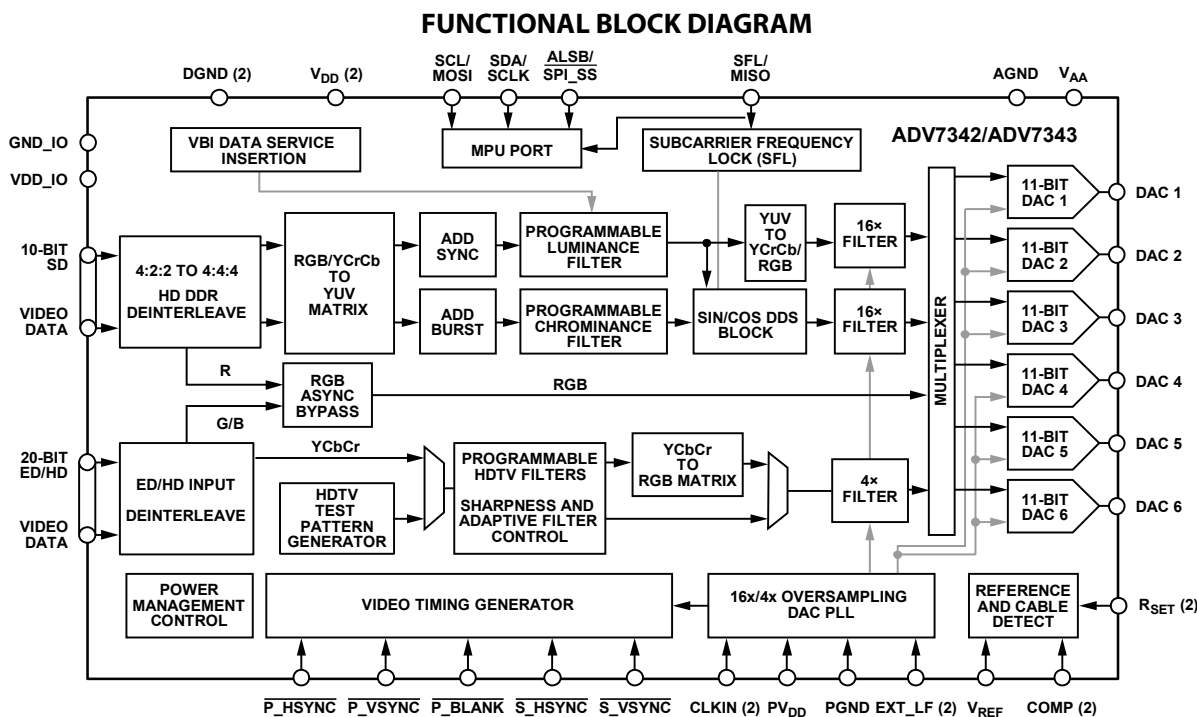 FUNCTIONAL BLOCK DIAGRAM
DGND (2)
VDD (2)
SCL/
MOSI
SDA/
SCLK
ALSB/
SPI_SS
SFL/
MISO
AGND
VAA
GND_IO
VDD_IO
VBI DATA SERVICE
INSERTION
MPU PORT
SUBCARRIER FREQUENCY
LOCK (SFL)
ADV7342/ADV7343
10-BIT
SD
VIDEO
DATA
4:2:2 TO 4:4:4
HD DDR
DEINTERLEAVE
RGB/YCrCb
TO
YUV
MATRIX
ADD
SYNC
PROGRAMMABLE
LUMINANCE
FILTER
YUV
TO
YCrCb/
RGB
16×
FILTER
ADD
BURST
PROGRAMMABLE
CHROMINANCE
FILTER
SIN/COS DDS
BLOCK
16×
FILTER
MULTIPLEXER
11-BIT
DAC 1
DAC 1
11-BIT
DAC 2
DAC 2
11-BIT
DAC 3
DAC 3
11-BIT
DAC 4
DAC 4
11-BIT
DAC 5
DAC 5
11-BIT
DAC 6
DAC 6
R
G/B
RGB
ASYNC
BYPASS
RGB
20-BIT
ED/HD
VIDEO
DATA
ED/HD INPUT
DEINTERLEAVE
YCbCr
HDTV
TEST
PATTERN
GENERATOR
PROGRAMMABLE
HDTV FILTERS
SHARPNESS AND
ADAPTIVE FILTER
CONTROL
YCbCr
TO
RGB MATRIX
4×
FILTER
POWER
MANAGEMENT
CONTROL
VIDEO TIMING GENERATOR
16x/4x OVERSAMPLING
DAC PLL
REFERENCE
AND CABLE
DETECT
RSET (2)
P_HSYNC
P_VSYNC
P_BLANK
S_HSYNC
S_VSYNC
CLKIN (2)
PVDD
PGND
EXT_LF (2)
VREF
COMP (2)